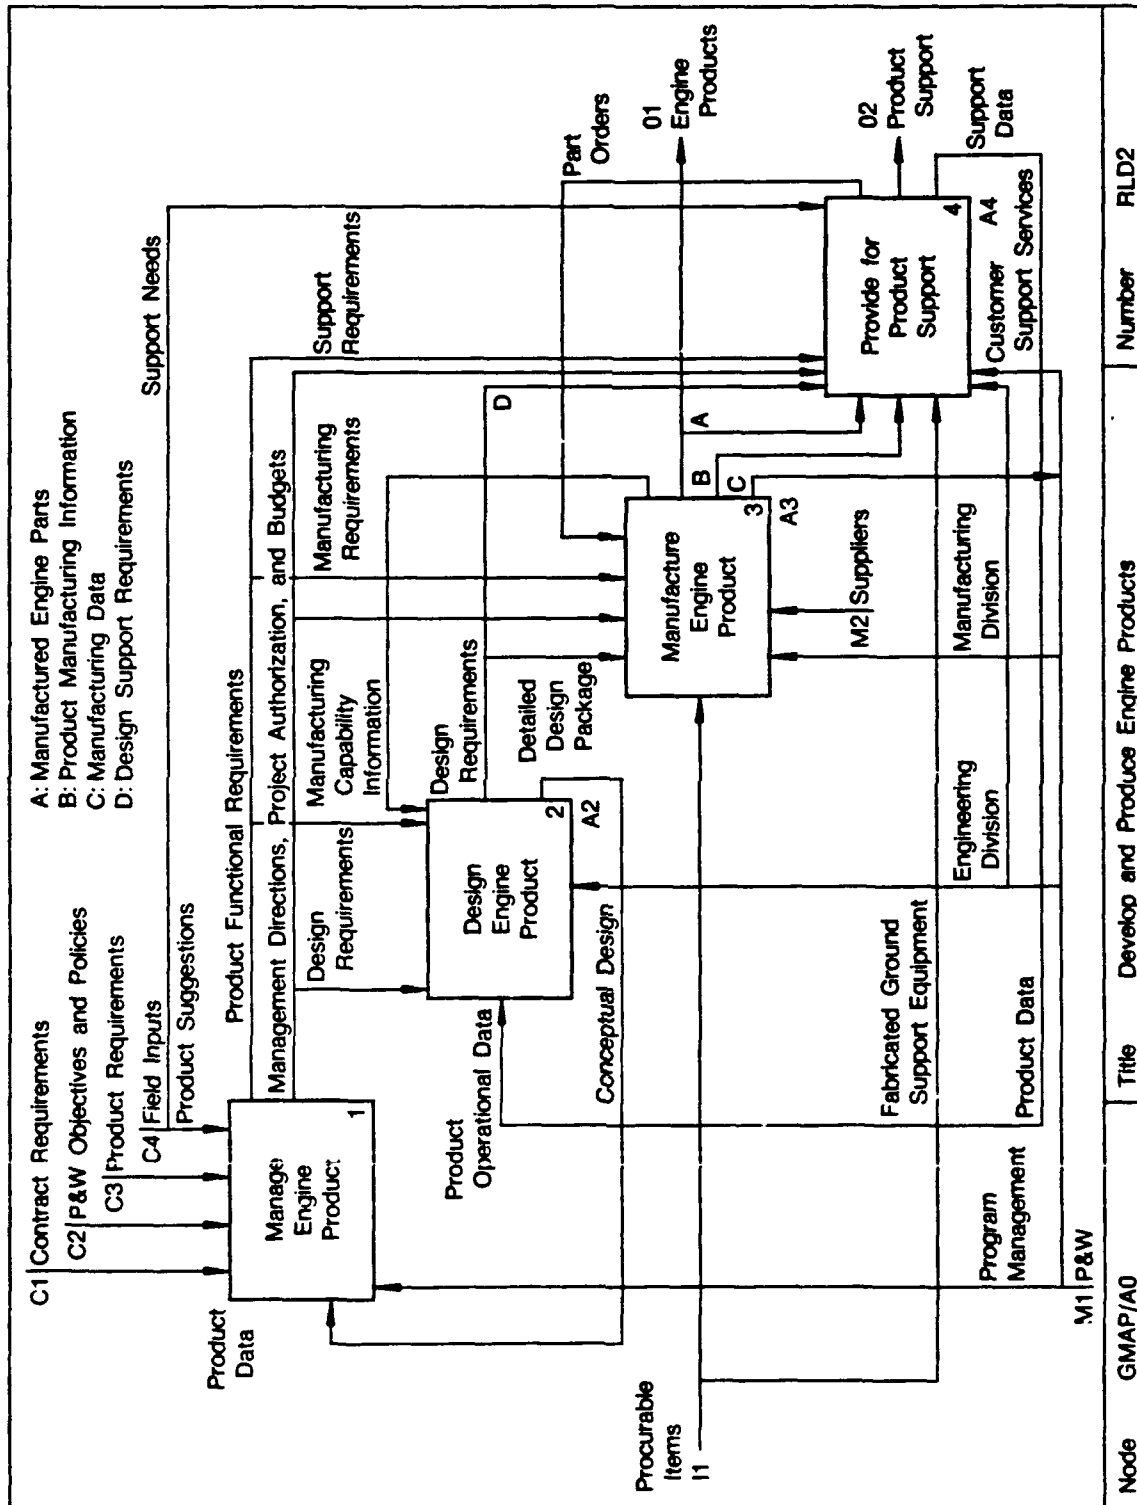 C1 Contract Requirements
C2 P&W Objectives and Policies
C3 Product Requirements
C4 Field Inputs
Product Suggestions
A: Manufactured Engine Parts
B: Product Manufacturing Information
C: Manufacturing Data
D: Design Support Requirements
Support Needs
Product Functional Requirements
Management Directions, Project Authorization, and Budgets
Product
Data
Manage
Engine
Product
1
Design
Requirements
Manufacturing
Capability
Information
Manufacturing
Requirements
Support
Requirements
Part
Orders
Product
Operational Data
Design
Engine
Product
2
A2
Design
Requirements
D
Detailed
Design
Package
Conceptual Design
Manufacture
Engine
Product
3
A3
A
B
C
01
Engine
Products
Procurable
Items
I1
M2 Suppliers
Provide for
Product
Support
4
A4
02
Product
Support
Support
Data
Fabricated Ground
Support Equipment
Engineering
Division
Manufacturing
Division
Customer
Support Services
Program
Management
Product Data
M1 P&W
Node GMAP/A0
Title Develop and Produce Engine Products
Number RLD2